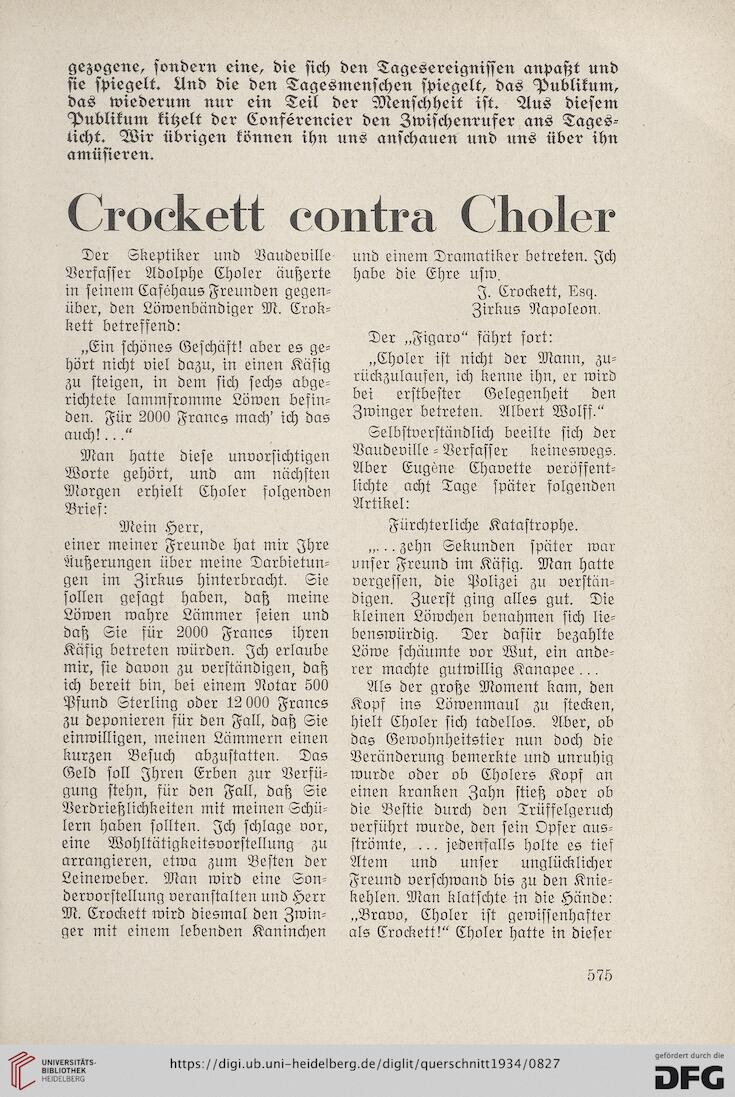 gezogene, sondern eine, die sich den Tagesereignissen anpaßt und
sie spiegelt. Und die den Tagesmenschen spiegelt, das Publikum,
das wiederum nur ein Teil der Menschheit ist. Aus diesem
Publikum kitzelt der Conférencier den Zwischenrufer ans Tages-
licht. Wir übrigen können ihn uns anschauen und uns über ihn
amüsieren.
Crockett contra Choler
Der Skeptiker und Vaudeville
Verfasser Adolphe Choler äußerte
in seinem Caféhaus Freunden gegen-
über, den Löwenbändiger M. Crok-
kett betreffend:
„Ein schönes Geschäft! aber es ge-
hört nicht viel dazu, in einen Käfig
zu steigen, in dem sich sechs abge-
richtete lammfromme Löwen befin-
den. Für 2000 Francs mach' ich das
auch! . . .“
Man hatte diese unvorsichtigen
Worte gehört, und am nächsten
Morgen erhielt Choler folgenden
Brief:
Mein Herr,
einer meiner Freunde hat mir Ihre
Äußerungen über meine Darbietun-
gen im Zirkus hinterbracht. Sie
sollen gesagt haben, daß meine
Löwen wahre Lämmer seien und
daß Sie für 2000 Francs ihren
Käfig betreten würden. Ich erlaube
mir, sie davon zu verständigen, daß
ich bereit bin, bei einem Notar 500
Pfund Sterling oder 12 000 Francs
zu deponieren für den Fall, daß Sie
einwilligen, meinen Lämmern einen
kurzen Besuch abzustatten. Das
Geld soll Ihren Erben zur Verfü-
gung stehn, für den Fall, daß Sie
Verdrießlichkeiten mit meinen Schü-
lern haben sollten. Ich schlage vor,
eine Wohltätigkeitsvorstellung zu
arrangieren, etwa zum Besten der
Leineweber. Man wird eine Son-
dervorstellung veranstalten und Herr
M. Crockett wird diesmal den Zwin-
ger mit einem lebenden Kaninchen
und einem Dramatiker betreten. Ich
habe die Ehre usw.
J. Crockett, Esq.
Zirkus Napoleon.
Der „Figaro“ fährt fort:
„Choler ist nicht der Mann, zu-
rückzulaufen, ich kenne ihn, er wird
bei erstbester Gelegenheit den
Zwinger betreten. Albert Wolff.“
Selbstverständlich beeilte sich der
Vaudeville-Verfasser keineswegs.
Aber Eugène Chavette veröffent-
lichte acht Tage später folgenden
Artikel:
Fürchterliche Katastrophe.
„. . . zehn Sekunden später war
unser Freund im Käfig. Man hatte
vergessen, die Polizei zu verstän-
digen. Zuerst ging alles gut. Die
kleinen Löwchen benahmen sich lie-
benswürdig. Der dafür bezahlte
Löwe schäumte vor Wut, ein ande-
rer machte gutwillig Kanapee . . .
Als der große Moment kam, den
Kopf ins Löwenmaul zu stecken,
hielt Choler sich tadellos. Aber, ob
das Gewohnheitstier nun doch die
Veränderung bemerkte und unruhig
wurde oder ob Cholers Kopf an
einen kranken Zahn stieß oder ob
die Bestie durch den Trüffelgeruch
verführt wurde, den sein Opfer aus-
strömte, . . . jedenfalls holte es tief
Atem und unser unglücklicher
Freund verschwand bis zu den Knie-
kehlen. Man klatschte in die Hände:
„Bravo, Choler ist gewissenhafter
als Crockett!“ Choler hatte in dieser
575
UNIVERSITÄTS-
BIBLIOTHEK
HEIDELBERG
https://digi.ub.uni-heidelberg.de/diglit/querschnitt1934/0827
gefördert durch die
DFG